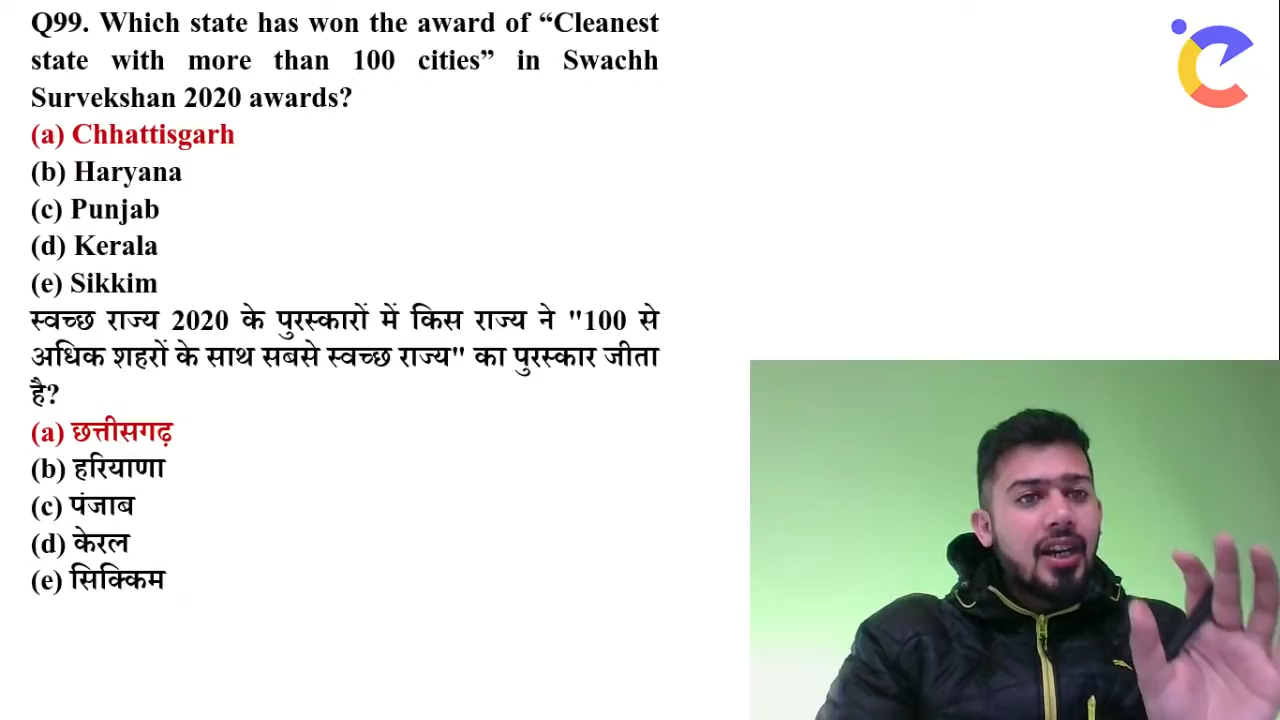 Q99. Which state has won the award of “Cleanest
state with more than 100 cities” in Swachh
Survekshan 2020 awards?
(a) Chhattisgarh
(b) Haryana
(c) Punjab
(d) Kerala
(e) Sikkim
स्वच्छ राज्य 2020 के पुरस्कारों में किस राज्य ने "100 से
अधिक शहरों के साथ सबसे स्वच्छ राज्य" का पुरस्कार जीता
है?
(a) छत्तीसगढ़
(b) हरियाणा
(c) पंजाब
(d) केरल
(e) सिक्किम